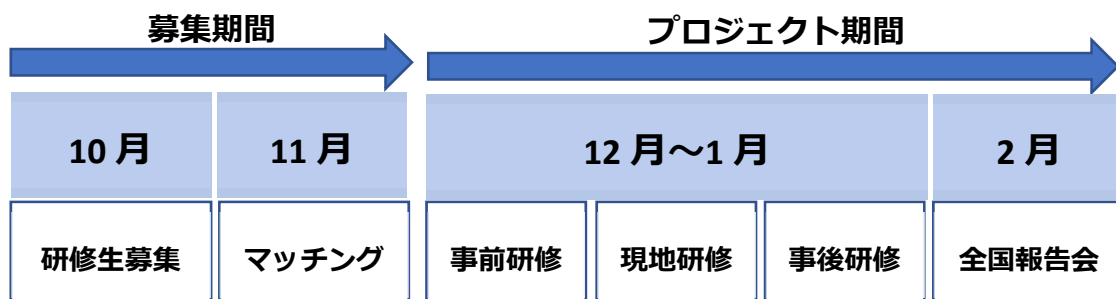 募集期間
プロジェクト期間
10月
11月
12月～1月
2月
研修生募集
マッチング
事前研修
現地研修
事後研修
全国報告会